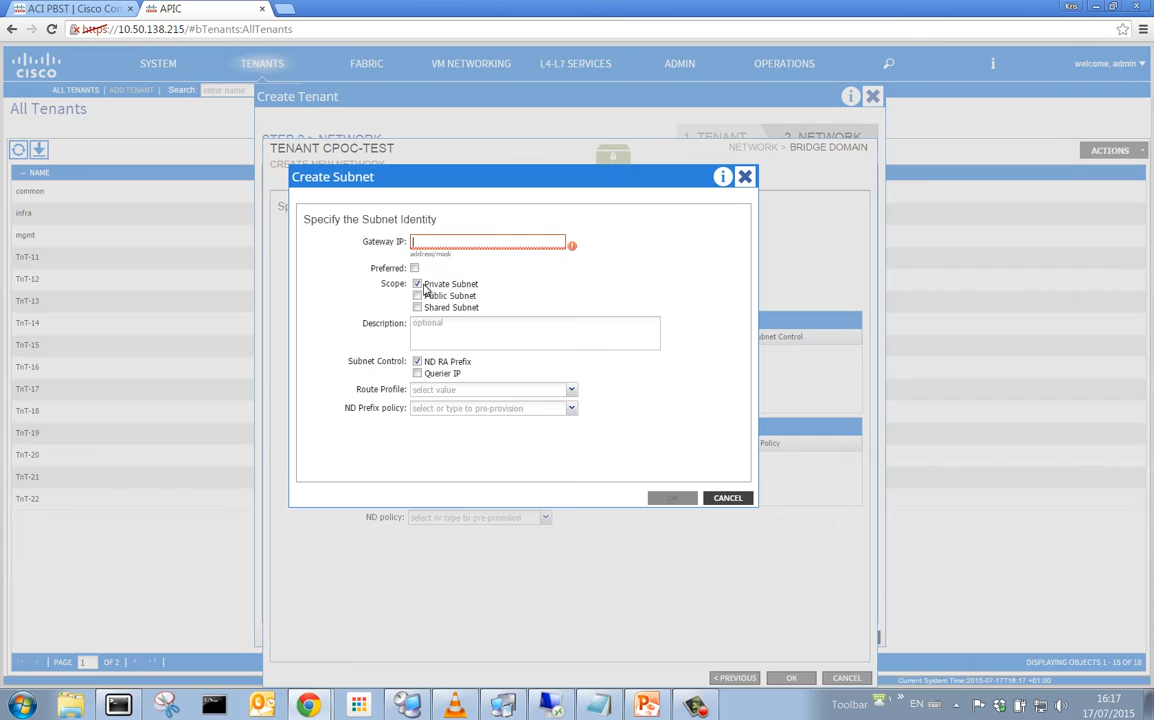 ACI PBST | Cisco Con
APIC
Kris
https://10.50.138.215/#bTenants:AllTenants
CISCO
SYSTEM
TENANTS
FABRIC
VM NETWORKING
L4-L7 SERVICES
ADMIN
OPERATIONS
welcome, admin
ALL TENANTS | ADD TENANT | Search: enter name
Create Tenant
All Tenants
STEP 2 > NETWORK
1. TENANT
2. NETWORK
TENANT CPOC-TEST
NETWORK > BRIDGE DOMAIN
CREATE NEW NETWORK
ACTIONS
NAME
common
infra
mgmt
TnT-11
TnT-12
TnT-13
TnT-14
TnT-15
TnT-16
TnT-17
TnT-18
TnT-19
TnT-20
TnT-21
TnT-22
Create Subnet
Sp
Specify the Subnet Identity
Gateway IP:
address/mask
Preferred:
Scope:
Private Subnet
Public Subnet
Shared Subnet
Description:
optional
Subnet Control:
ND RA Prefix
Querier IP
Route Profile:
select value
ND Prefix policy:
select or type to pre-provision
OK
CANCEL
ubnet Control
Policy
ND policy:
select or type to pre-provision
< PREVIOUS
OK
CANCEL
PAGE 1 OF 2
DISPLAYING OBJECTS 1 - 15 OF 18
Current System Time: 2015-07-17T16:17 +01:00
Toolbar
EN
16:17
17/07/2015